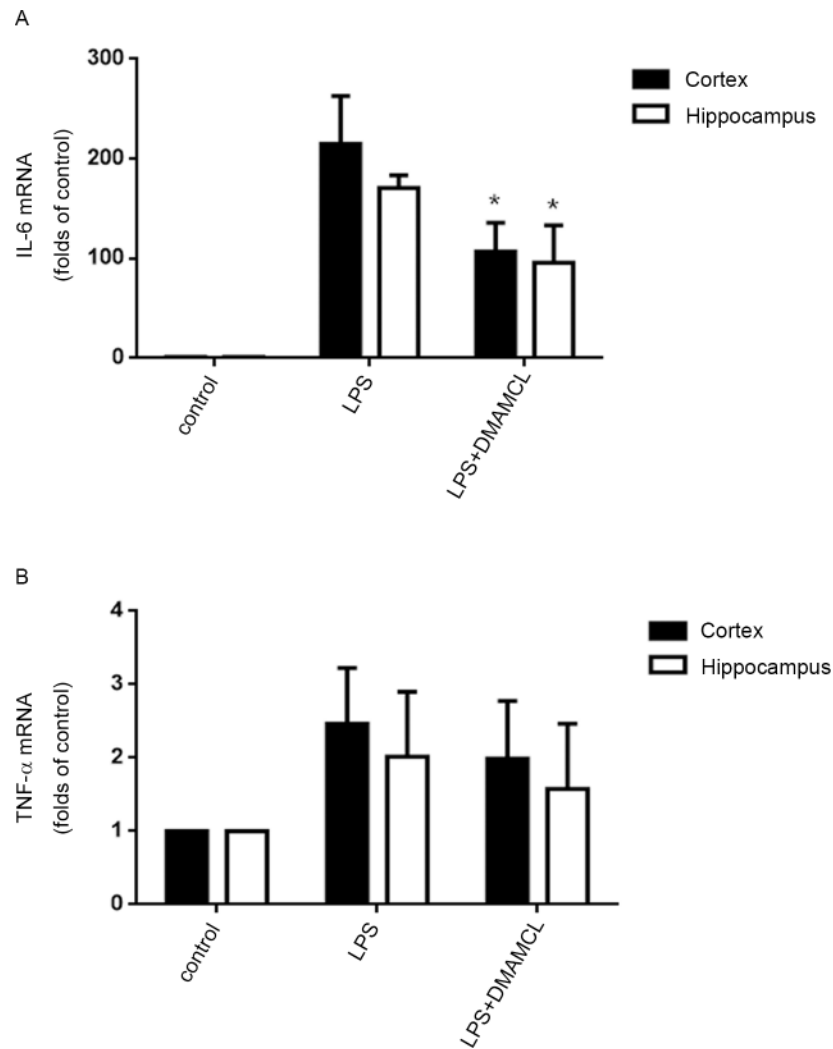 A
300
200
100
0
IL-6 mRNA
(folds of control)
Cortex
Hippocampus
*
*
control
LPS
LPS+DMAMCL
B
4
3
2
1
0
TNF-α mRNA
(folds of control)
Cortex
Hippocampus
control
LPS
LPS+DMAMCL